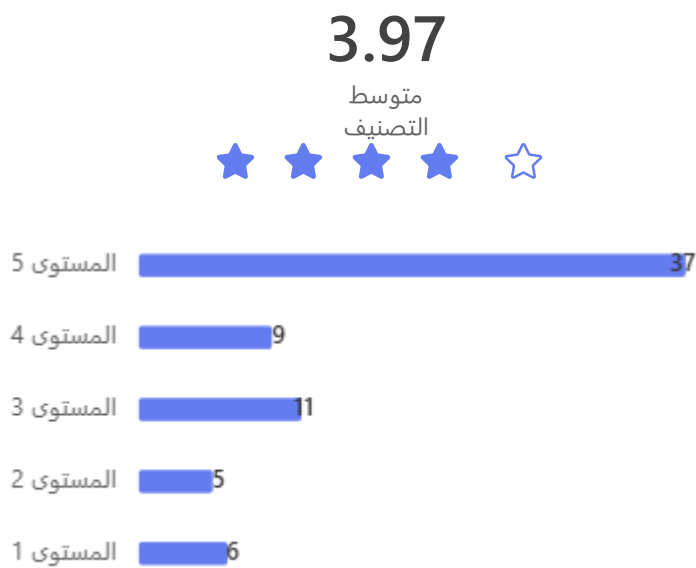 3.97
متوسط
التصنيف
المستوى 5 37
المستوى 4 9
المستوى 3 11
المستوى 2 5
المستوى 1 6